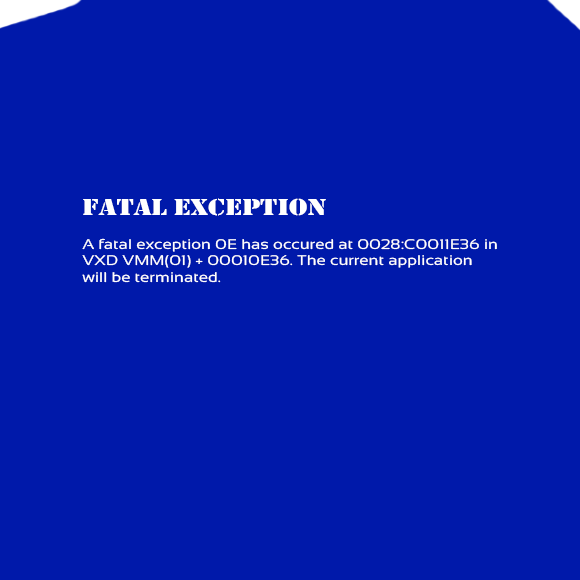 FATAL EXCEPTION
A fatal exception 0E has occured at 0028:C0011E36 in
VXD VMM(01) + 00010E36. The current application
will be terminated.